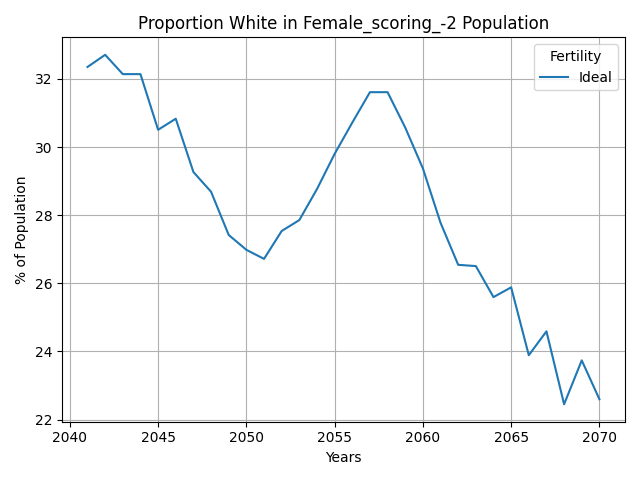 Proportion White in Female_scoring_-2 Population
Fertility
Ideal
% of Population
32
30
28
26
24
22
2040 2045 2050 2055 2060 2065 2070
Years